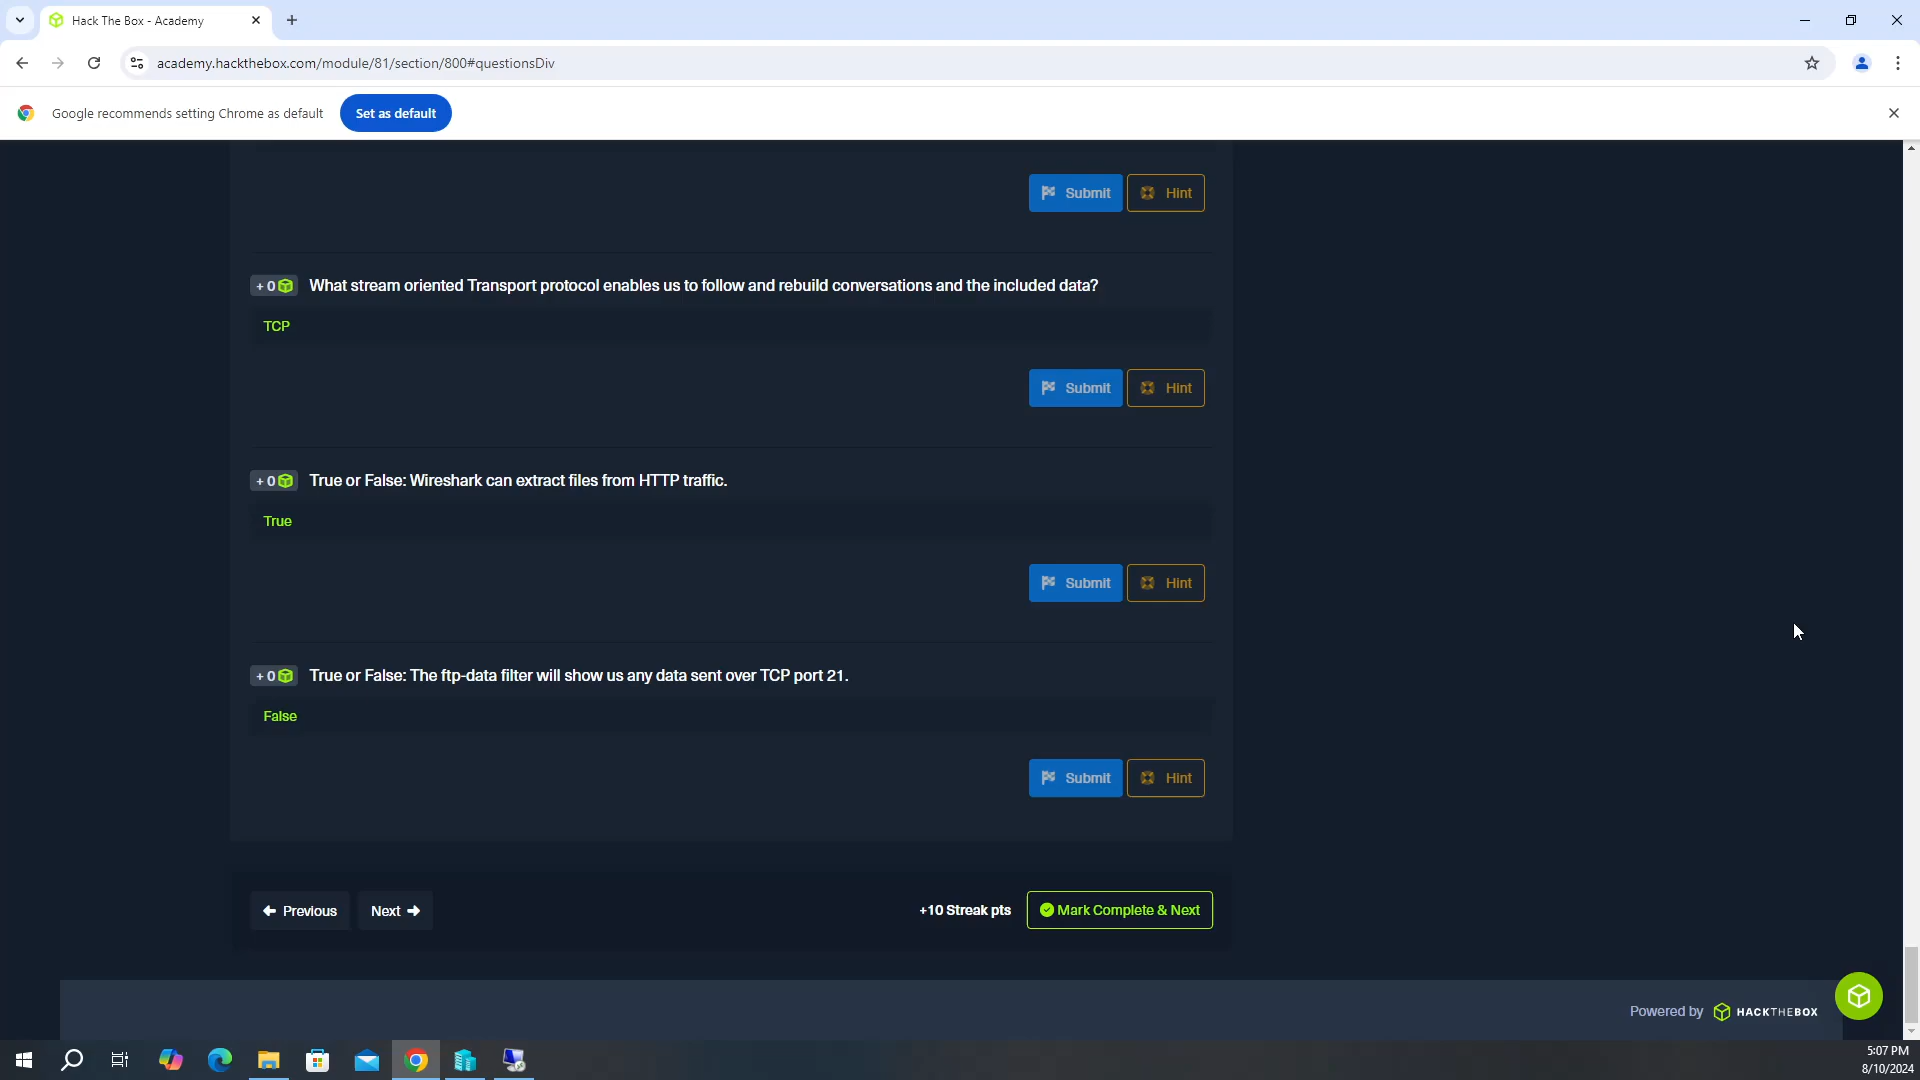 Hack The Box - Academy
academy.hackthebox.com/module/81/section/800#questionsDiv
Google recommends setting Chrome as default
Set as default
Submit
Hint
+ 0
What stream oriented Transport protocol enables us to follow and rebuild conversations and the included data?
TCP
Submit
Hint
+ 0
True or False: Wireshark can extract files from HTTP traffic.
True
Submit
Hint
+ 0
True or False: The ftp-data filter will show us any data sent over TCP port 21.
False
Submit
Hint
Previous
Next
+10 Streak pts
Mark Complete & Next
Powered by HACKTHEBOX
5:07 PM
8/10/2024